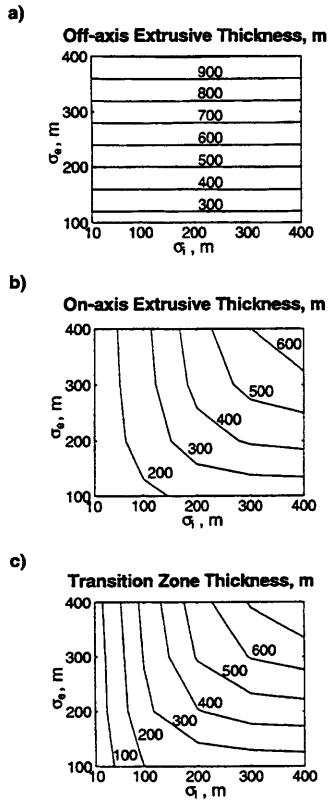 a)
Off-axis Extrusive Thickness, m
400
900
800
300
700
σe, m
600
200
500
400
300
100
10 100 200 300 400
σi , m
b)
On-axis Extrusive Thickness, m
400
600
300
500
σe, m
400
200
300
200
100
10 100 200 300 400
σi , m
c)
Transition Zone Thickness, m
400
600
300
500
σe, m
400
200
300
200
100
100
10 100 200 300 400
σi , m